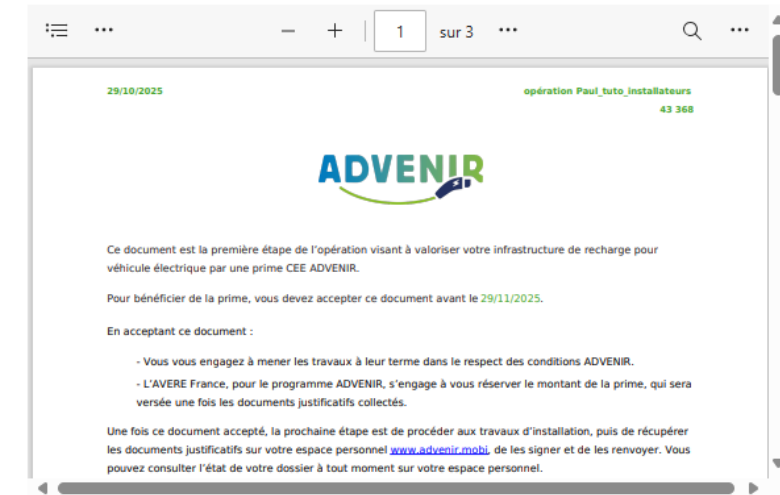 1 sur 3
29/10/2025 opération Paul_tuto_installateurs
43 368
ADVENIR
Ce document est la première étape de l'opération visant à valoriser votre infrastructure de recharge pour
véhicule électrique par une prime CEE ADVENIR.
Pour bénéficier de la prime, vous devez accepter ce document avant le 29/11/2025.
En acceptant ce document :
- Vous vous engagez à mener les travaux à leur terme dans le respect des conditions ADVENIR.
- L'AVERE France, pour le programme ADVENIR, s'engage à vous réserver le montant de la prime, qui sera
versée une fois les documents justificatifs collectés.
Une fois ce document accepté, la prochaine étape est de procéder aux travaux d'installation, puis de récupérer
les documents justificatifs sur votre espace personnel www.advenir.mobi, de les signer et de les renvoyer. Vous
pouvez consulter l'état de votre dossier à tout moment sur votre espace personnel.